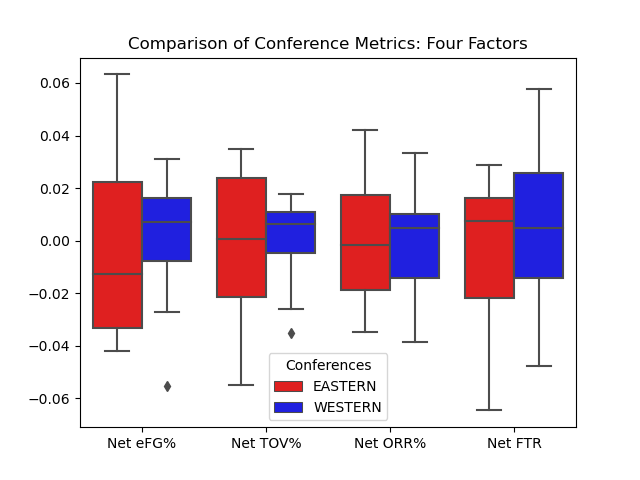 Comparison of Conference Metrics: Four Factors
0.06
0.04
0.02
0.00
−0.02
−0.04
−0.06
Conferences
EASTERN
WESTERN
Net eFG%
Net TOV%
Net ORR%
Net FTR